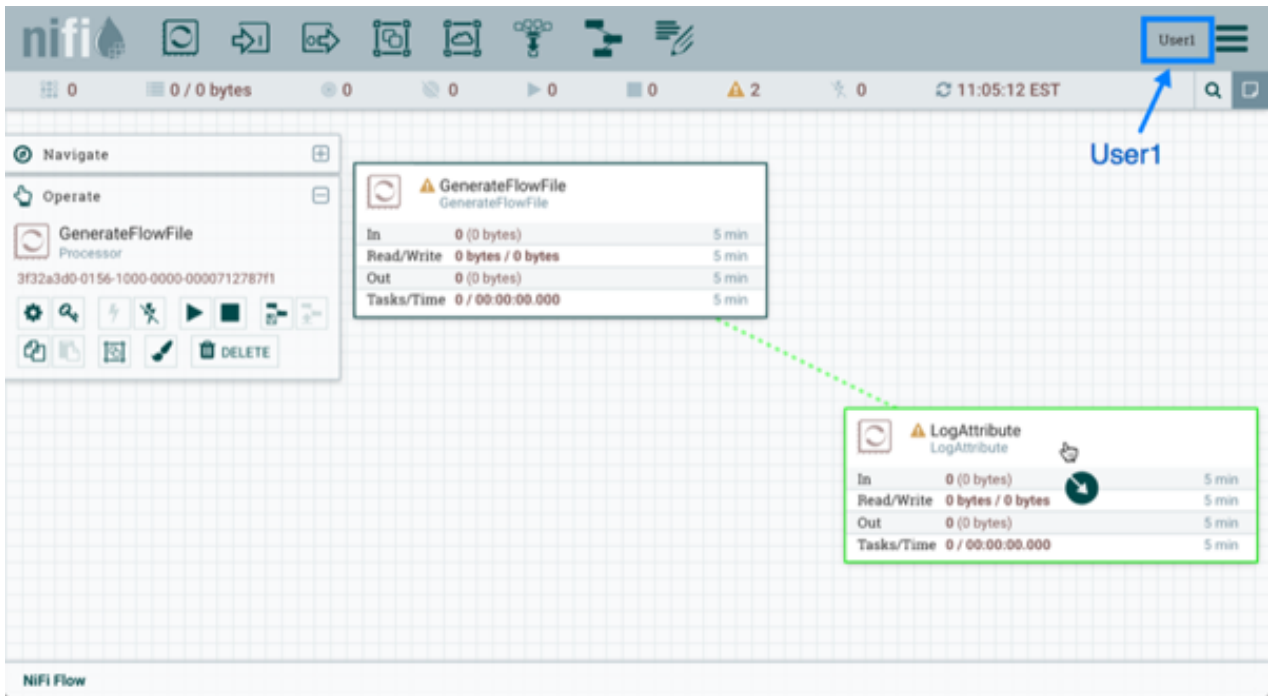 nifi
User1
0
0 / 0 bytes
0
0
0
0
2
0
11:05:12 EST
User1
Navigate
Operate
GenerateFlowFile
Processor
3f32a3d0-0156-1000-0000-0000712787f1
DELETE
GenerateFlowFile
GenerateFlowFile
In 0 (0 bytes) 5 min
Read/Write 0 bytes / 0 bytes 5 min
Out 0 (0 bytes) 5 min
Tasks/Time 0 / 00:00:00.000 5 min
LogAttribute
LogAttribute
In 0 (0 bytes) 5 min
Read/Write 0 bytes / 0 bytes 5 min
Out 0 (0 bytes) 5 min
Tasks/Time 0 / 00:00:00.000 5 min
NiFi Flow